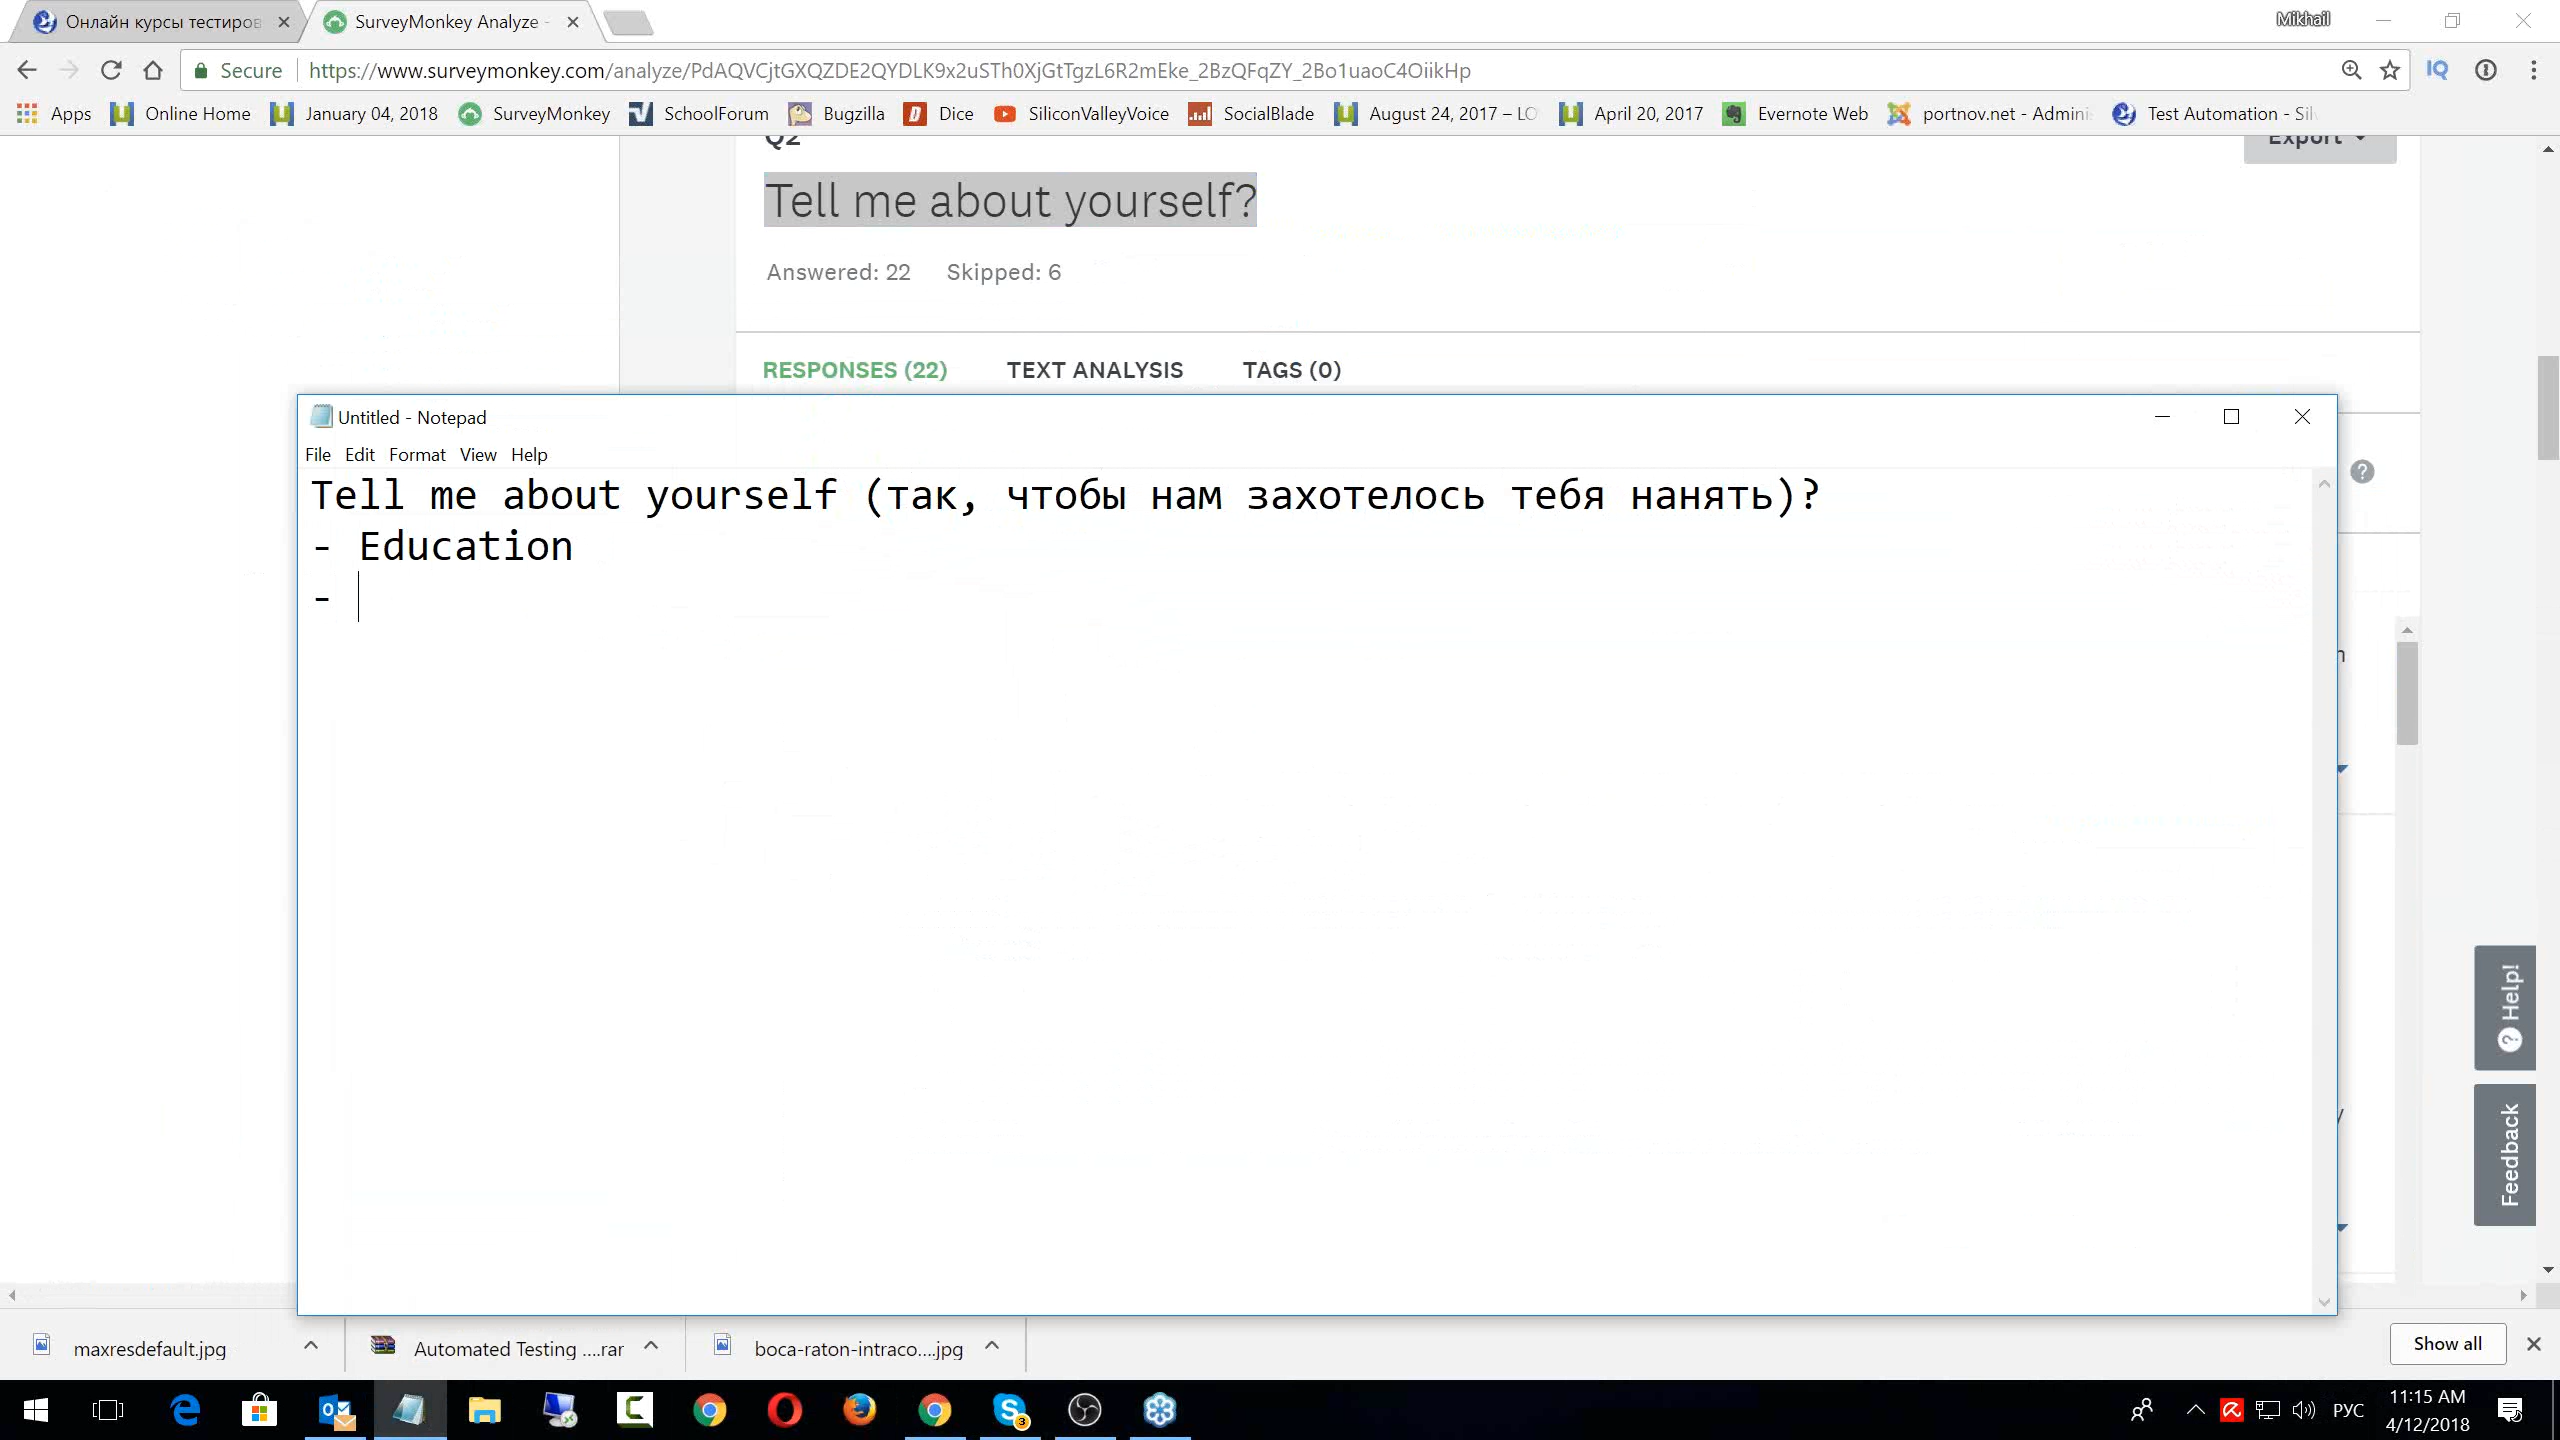 Онлайн курсы тестиров
SurveyMonkey Analyze -
Mikhail
Secure
https://www.surveymonkey.com/analyze/PdAQVCjtGXQZDE2QYDLK9x2uSTh0XjGtTgzL6R2mEke_2BzQFqZY_2Bo1uaoC4OiikHp
Apps
Online Home
January 04, 2018
SurveyMonkey
SchoolForum
Bugzilla
Dice
SiliconValleyVoice
SocialBlade
August 24, 2017 – LO
April 20, 2017
Evernote Web
portnov.net - Admini
Test Automation - Sil
Q2
Export
Tell me about yourself?
Answered: 22 Skipped: 6
RESPONSES (22) TEXT ANALYSIS TAGS (0)
Untitled - Notepad
File Edit Format View Help
Tell me about yourself (так, чтобы нам захотелось тебя нанять)?
- Education
-
Help!
Feedback
maxresdefault.jpg
Automated Testing ....rar
boca-raton-intraco....jpg
Show all
3
РУС
11:15 AM
4/12/2018